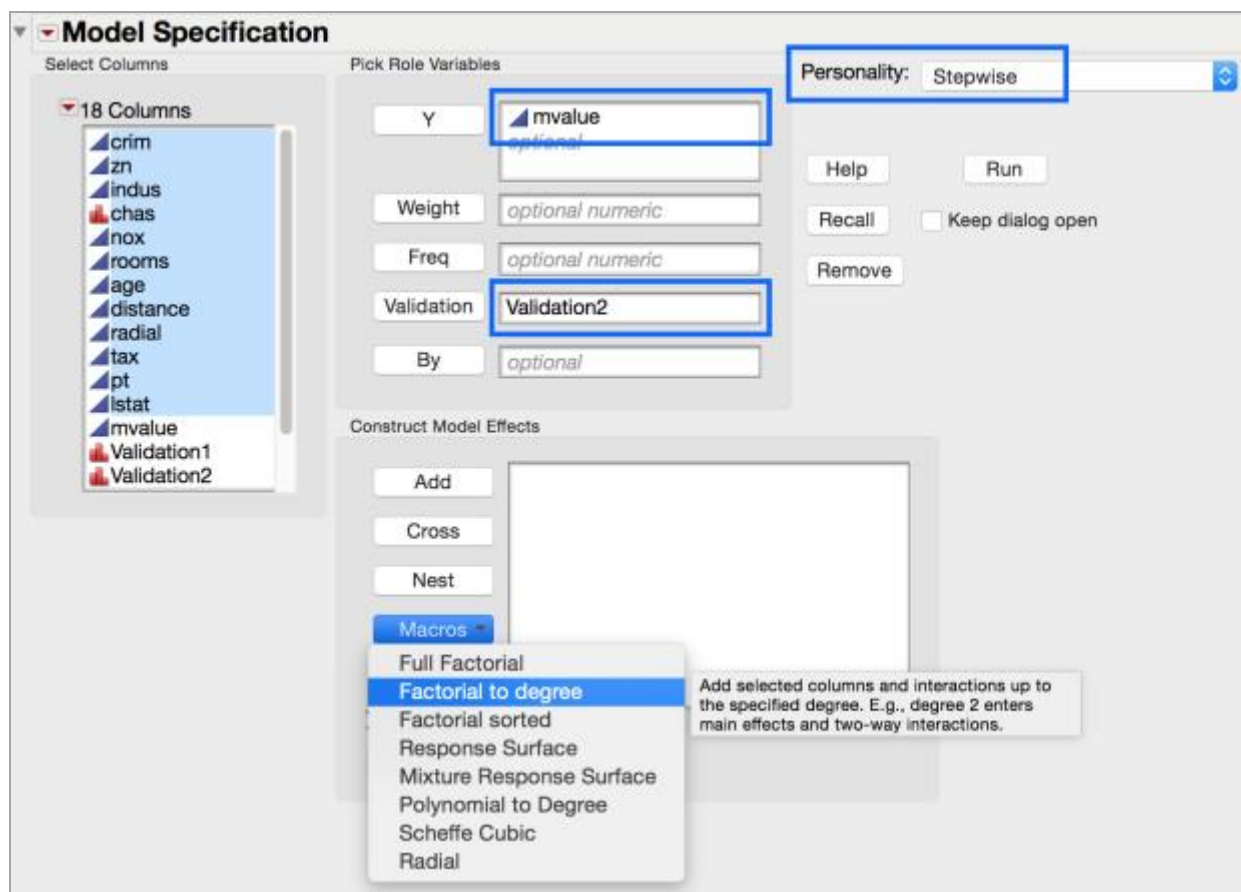 Model Specification
Select Columns
18 Columns
crim
zn
indus
chas
nox
rooms
age
distance
radial
tax
pt
lstat
mvalue
Validation1
Validation2
Pick Role Variables
Y
mvalue
optional
Weight
optional numeric
Freq
optional numeric
Validation
Validation2
By
optional
Personality: Stepwise
Help
Run
Recall
Keep dialog open
Remove
Construct Model Effects
Add
Cross
Nest
Macros
Full Factorial
Factorial to degree
Factorial sorted
Response Surface
Mixture Response Surface
Polynomial to Degree
Scheffe Cubic
Radial
Add selected columns and interactions up to
the specified degree. E.g., degree 2 enters
main effects and two-way interactions.